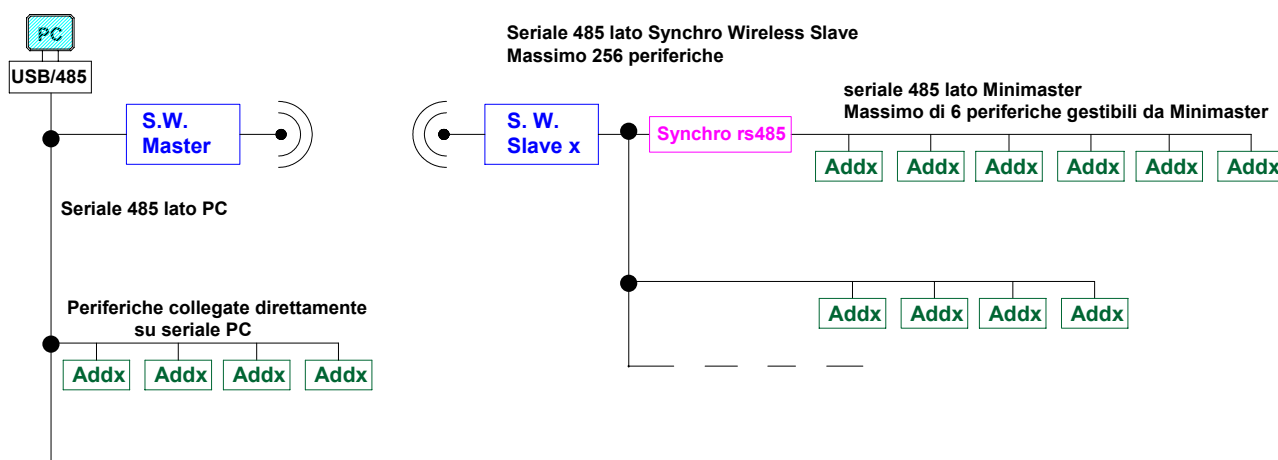 PC
USB/485
S.W.
Master
Seriale 485 lato PC
Periferiche collegate direttamente
su seriale PC
Addx Addx Addx Addx
Seriale 485 lato Synchro Wireless Slave
Massimo 256 periferiche
S. W.
Slave x
Synchro rs485
seriale 485 lato Minimaster
Massimo di 6 periferiche gestibili da Minimaster
Addx Addx Addx Addx Addx Addx
Addx Addx Addx Addx